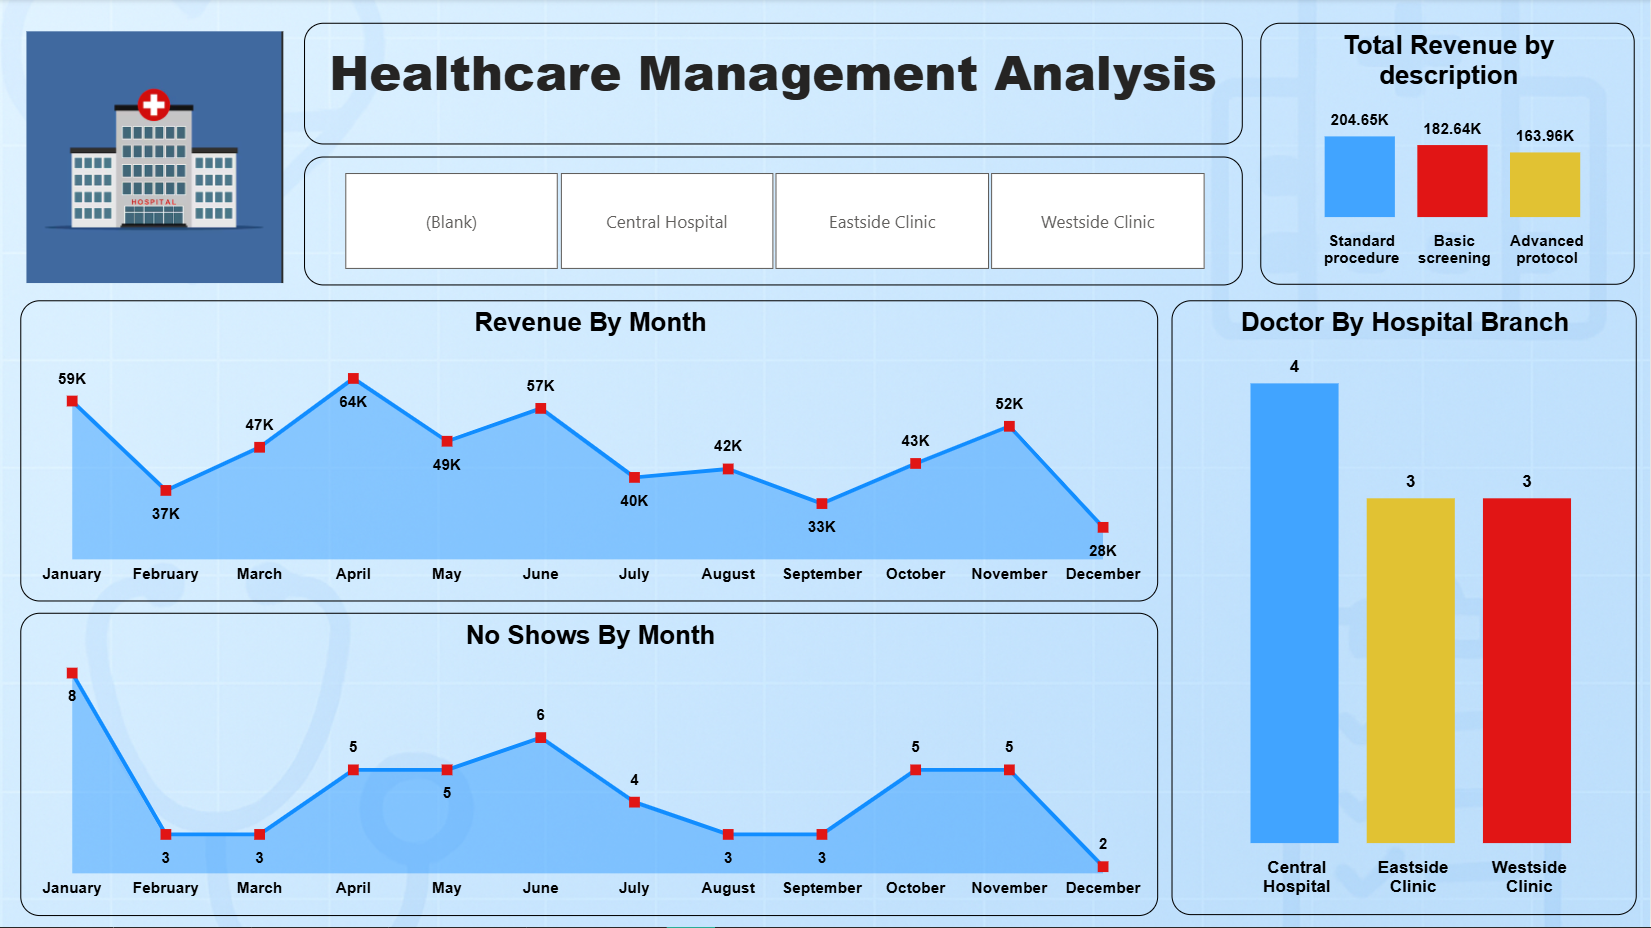 HOSPITAL
Healthcare Management Analysis
(Blank)
Central Hospital
Eastside Clinic
Westside Clinic
Total Revenue by
description
204.65K
182.64K
163.96K
Standard
procedure
Basic
screening
Advanced
protocol
Revenue By Month
59K
37K
47K
64K
49K
57K
40K
42K
33K
43K
52K
28K
January February March April May June July August September October November December
Doctor By Hospital Branch
4
3
3
Central
Hospital
Eastside
Clinic
Westside
Clinic
No Shows By Month
8
3
3
5
5
6
4
3
3
5
5
2
January February March April May June July August September October November December